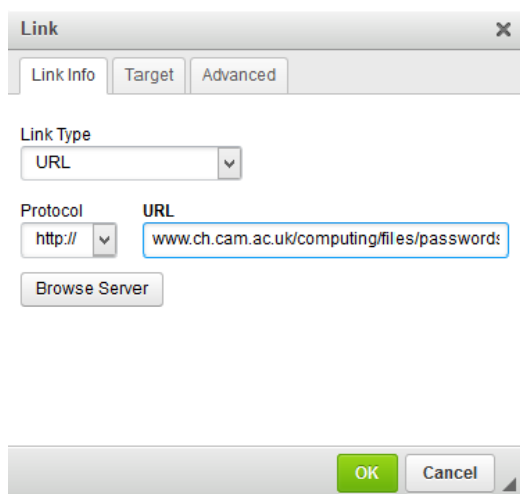 Link
Link Info Target Advanced
Link Type
URL
Protocol URL
http:// www.ch.cam.ac.uk/computing/files/passwords
Browse Server
OK Cancel